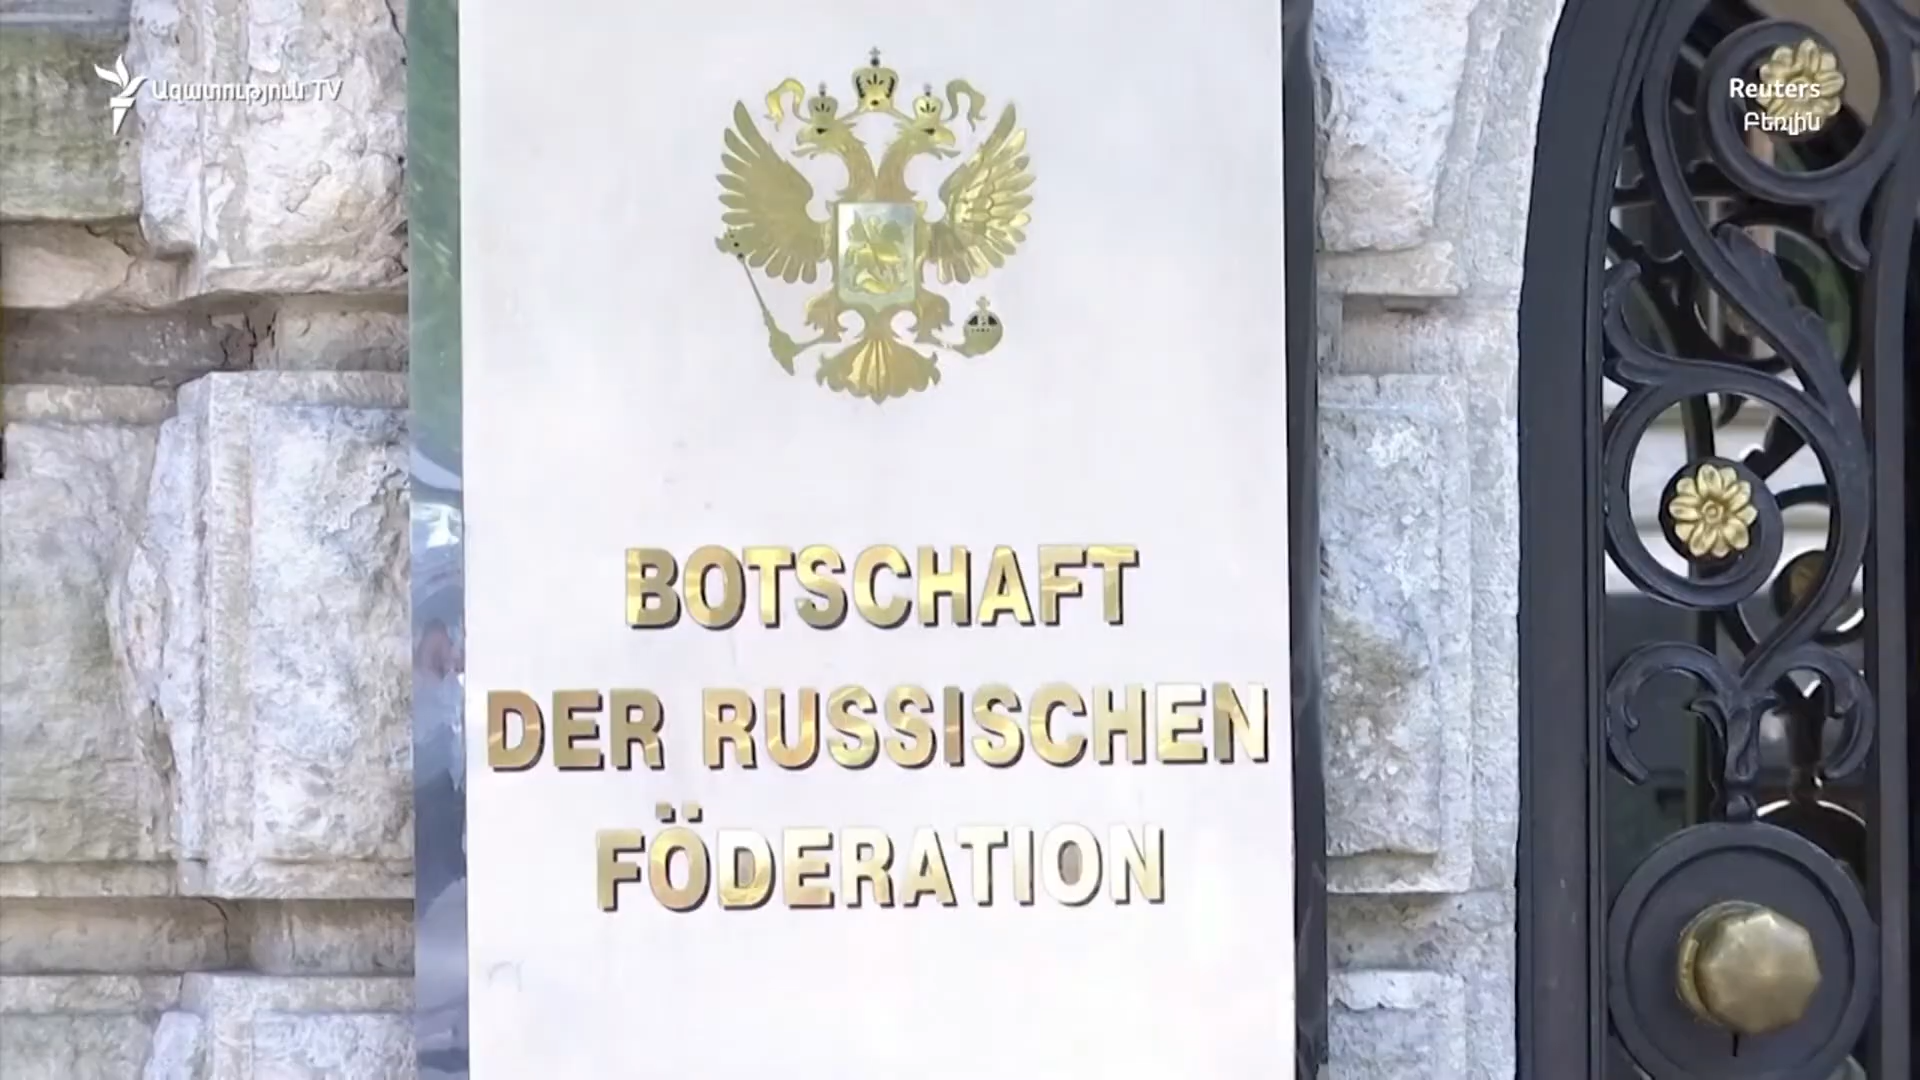 Ազատություն TV
Reuters
Բեռլին
BOTSCHAFT
DER RUSSISCHEN
FÖDERATION